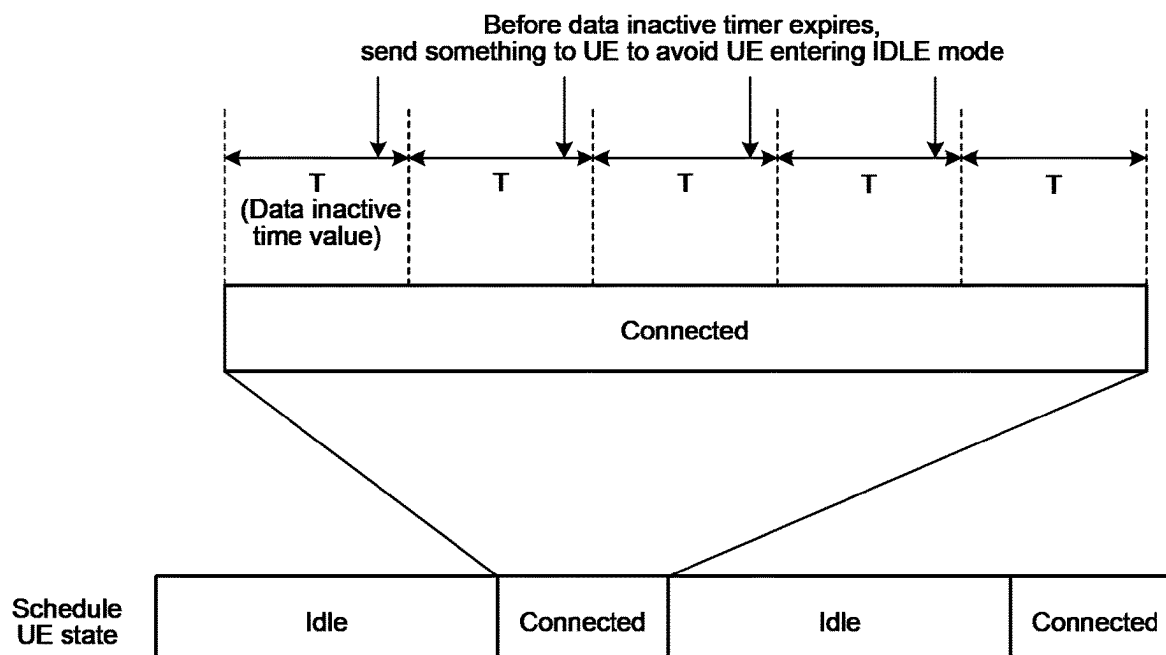 Before data inactive timer expires,
send something to UE to avoid UE entering IDLE mode
T
(Data inactive
time value)
T
T
T
T
Connected
Schedule
UE state
Idle
Connected
Idle
Connected